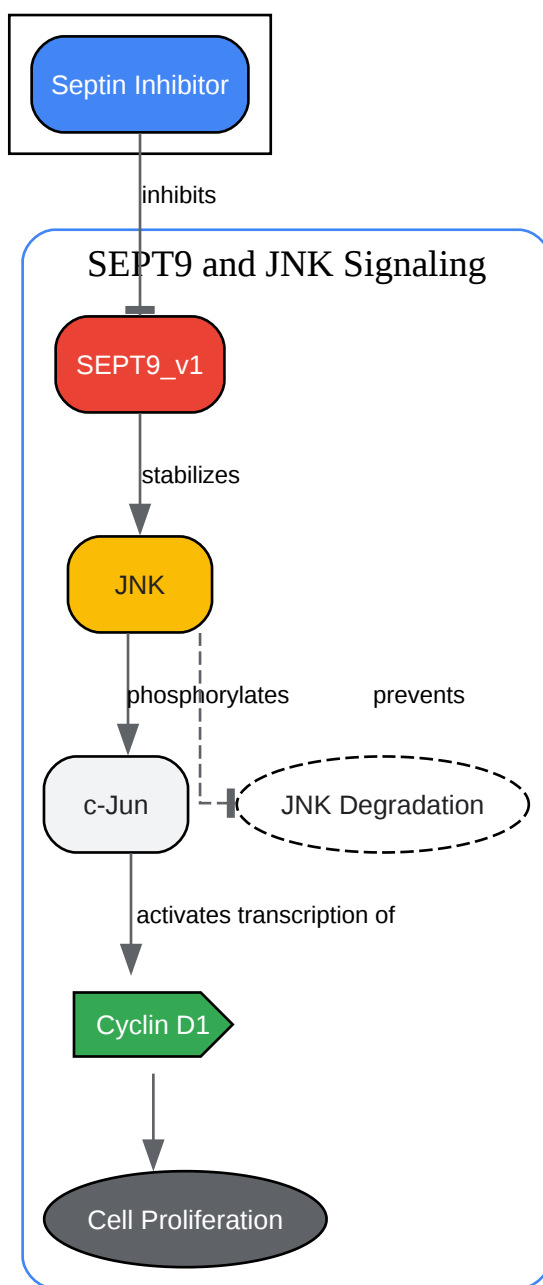 Septin Inhibitor
inhibits
SEPT9 and JNK Signaling
SEPT9_v1
stabilizes
JNK
phosphorylates
prevents
c-Jun
JNK Degradation
activates transcription of
Cyclin D1
Cell Proliferation